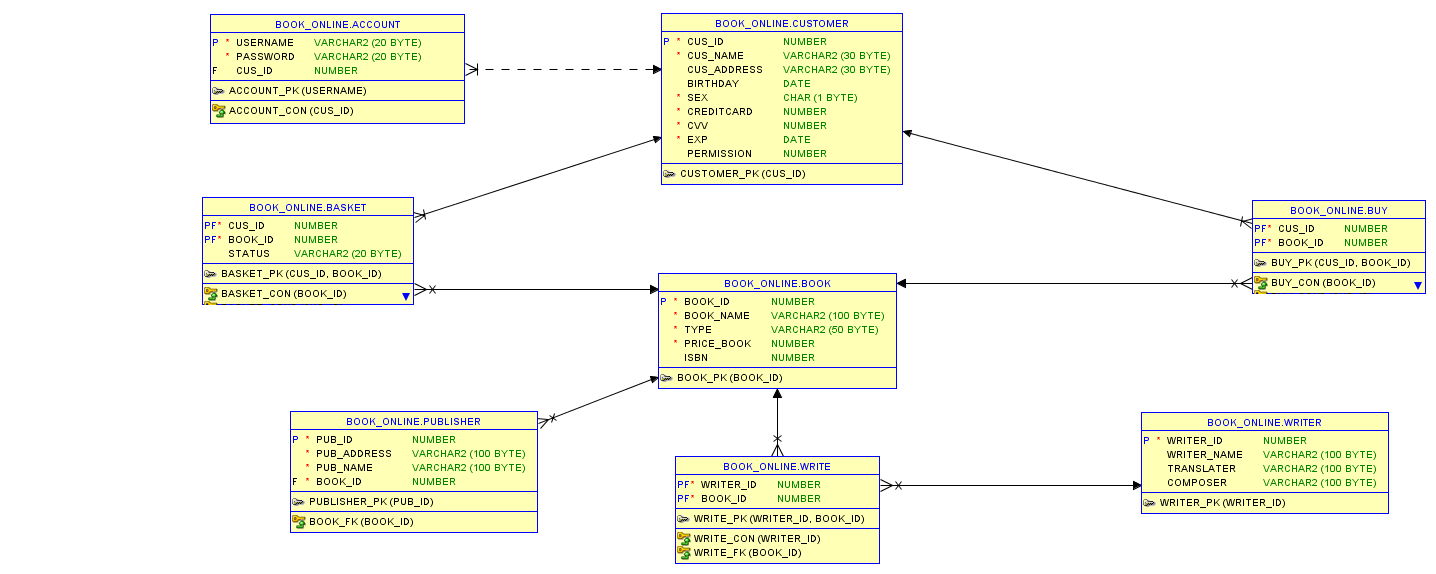 BOOK_ONLINE.ACCOUNT
P * USERNAME VARCHAR2 (20 BYTE)
* PASSWORD VARCHAR2 (20 BYTE)
F CUS_ID NUMBER
ACCOUNT_PK (USERNAME)
ACCOUNT_CON (CUS_ID)
BOOK_ONLINE.CUSTOMER
P * CUS_ID NUMBER
* CUS_NAME VARCHAR2 (30 BYTE)
CUS_ADDRESS VARCHAR2 (30 BYTE)
BIRTHDAY DATE
* SEX CHAR (1 BYTE)
* CREDITCARD NUMBER
* CVV NUMBER
* EXP DATE
PERMISSION NUMBER
CUSTOMER_PK (CUS_ID)
BOOK_ONLINE.BASKET
PF* CUS_ID NUMBER
PF* BOOK_ID NUMBER
STATUS VARCHAR2 (20 BYTE)
BASKET_PK (CUS_ID, BOOK_ID)
BASKET_CON (BOOK_ID)
BOOK_ONLINE.BUY
PF* CUS_ID NUMBER
PF* BOOK_ID NUMBER
BUY_PK (CUS_ID, BOOK_ID)
BUY_CON (BOOK_ID)
BOOK_ONLINE.BOOK
P * BOOK_ID NUMBER
* BOOK_NAME VARCHAR2 (100 BYTE)
* TYPE VARCHAR2 (50 BYTE)
* PRICE_BOOK NUMBER
ISBN NUMBER
BOOK_PK (BOOK_ID)
BOOK_ONLINE.PUBLISHER
P * PUB_ID NUMBER
* PUB_ADDRESS VARCHAR2 (100 BYTE)
* PUB_NAME VARCHAR2 (100 BYTE)
F * BOOK_ID NUMBER
PUBLISHER_PK (PUB_ID)
BOOK_FK (BOOK_ID)
BOOK_ONLINE.WRITE
PF* WRITER_ID NUMBER
PF* BOOK_ID NUMBER
WRITE_PK (WRITER_ID, BOOK_ID)
WRITE_CON (WRITER_ID)
WRITE_FK (BOOK_ID)
BOOK_ONLINE.WRITER
P * WRITER_ID NUMBER
WRITER_NAME VARCHAR2 (100 BYTE)
TRANSLATER VARCHAR2 (100 BYTE)
COMPOSER VARCHAR2 (100 BYTE)
WRITER_PK (WRITER_ID)